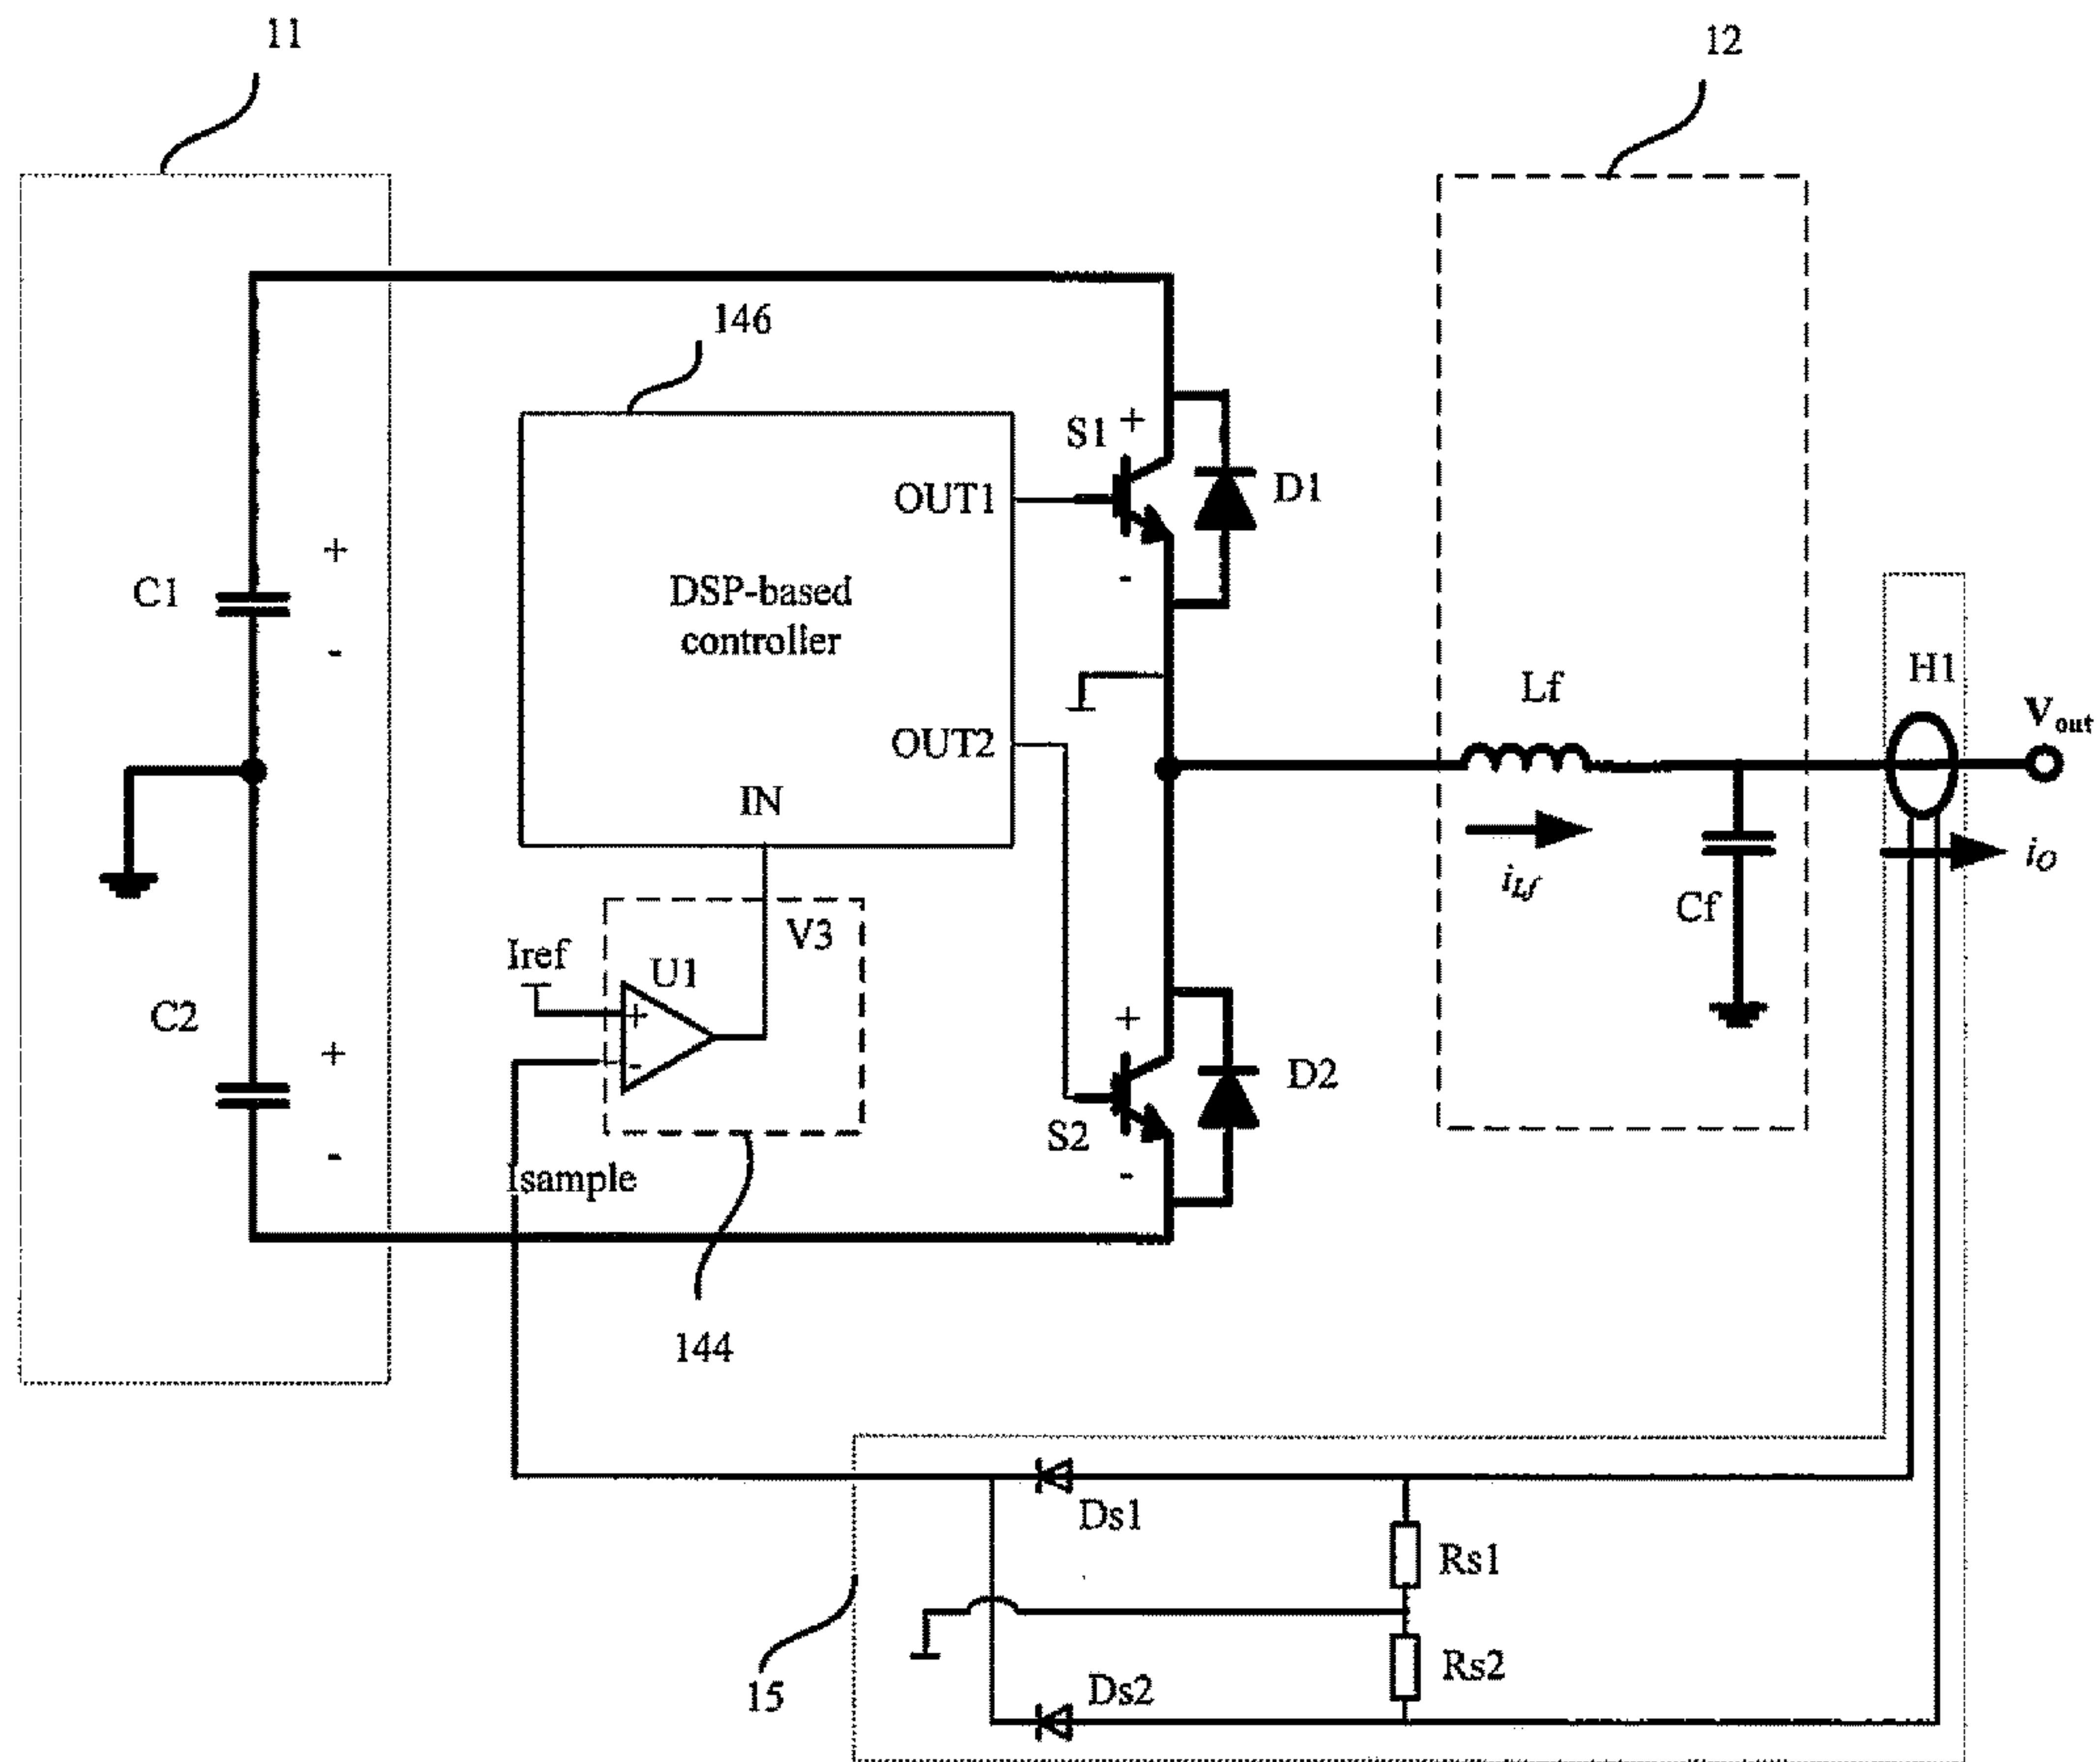 11
12
146
S1
+
D1
OUT1
-
C1
+
-
DSP-based
controller
OUT2
IN
Lf
H1
Vout
iLf
Cf
iO
V3
Iref
U1
+
-
C2
+
-
+
S2
-
D2
Isample
144
Ds1
Rs1
Rs2
Ds2
15